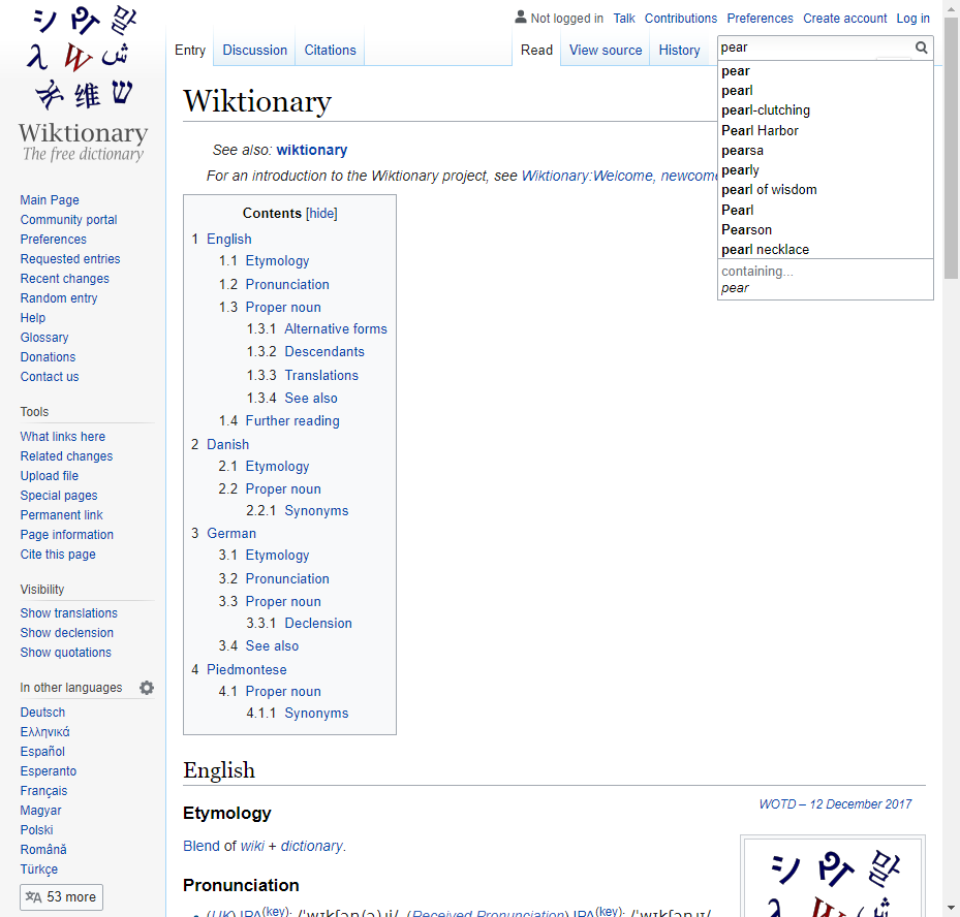 シ 말
λ W ش
维 ש
Wiktionary
The free dictionary
Not logged in Talk Contributions Preferences Create account Log in
Entry Discussion Citations Read View source History
pear
pear
pearl
pearl-clutching
Pearl Harbor
pearsa
pearly
pearl of wisdom
Pearl
Pearson
pearl necklace
containing...
pear
Wiktionary
See also: wiktionary
For an introduction to the Wiktionary project, see Wiktionary:Welcome, newcome
Contents [hide]
1 English
1.1 Etymology
1.2 Pronunciation
1.3 Proper noun
1.3.1 Alternative forms
1.3.2 Descendants
1.3.3 Translations
1.3.4 See also
1.4 Further reading
2 Danish
2.1 Etymology
2.2 Proper noun
2.2.1 Synonyms
3 German
3.1 Etymology
3.2 Pronunciation
3.3 Proper noun
3.3.1 Declension
3.4 See also
4 Piedmontese
4.1 Proper noun
4.1.1 Synonyms
Main Page
Community portal
Preferences
Requested entries
Recent changes
Random entry
Help
Glossary
Donations
Contact us
Tools
What links here
Related changes
Upload file
Special pages
Permanent link
Page information
Cite this page
Visibility
Show translations
Show declension
Show quotations
In other languages
Deutsch
Ελληνικά
Español
Esperanto
Français
Magyar
Polski
Română
Türkçe
53 more
English
WOTD – 12 December 2017
Etymology
Blend of wiki + dictionary.
Pronunciation
(UK) IPA(key): /ˈwɪkʃən(ə)ɹi/, (Received Pronunciation) IPA(key): /ˈwɪkʃənɹɪ/
シ 말